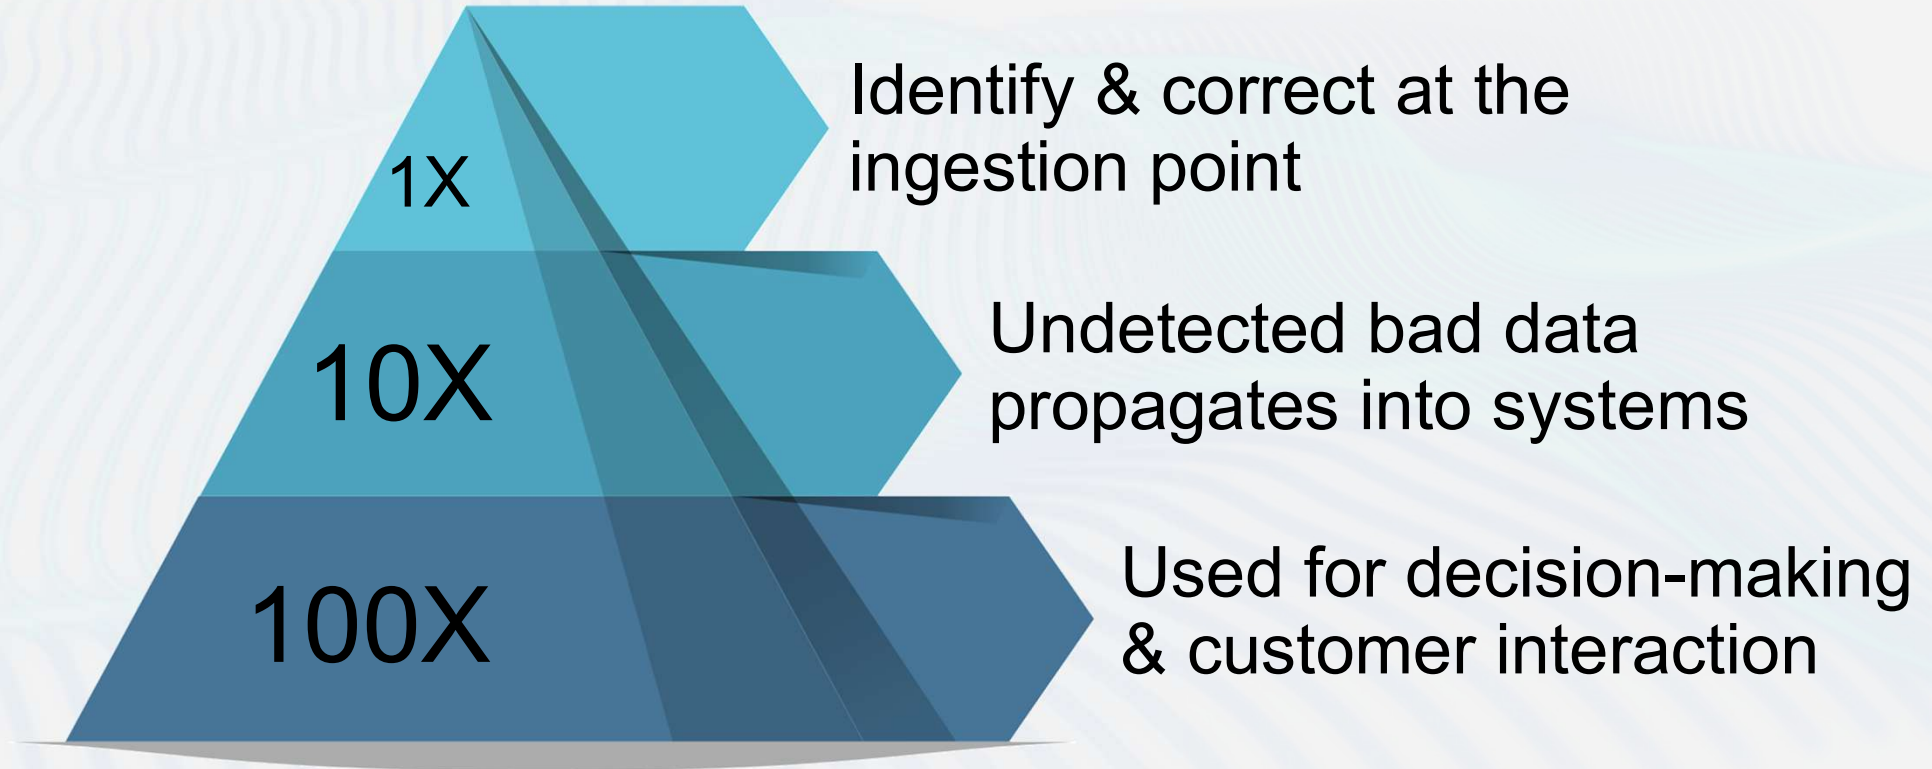 1X
Identify & correct at the
ingestion point
10X
Undetected bad data
propagates into systems
100X
Used for decision-making
& customer interaction